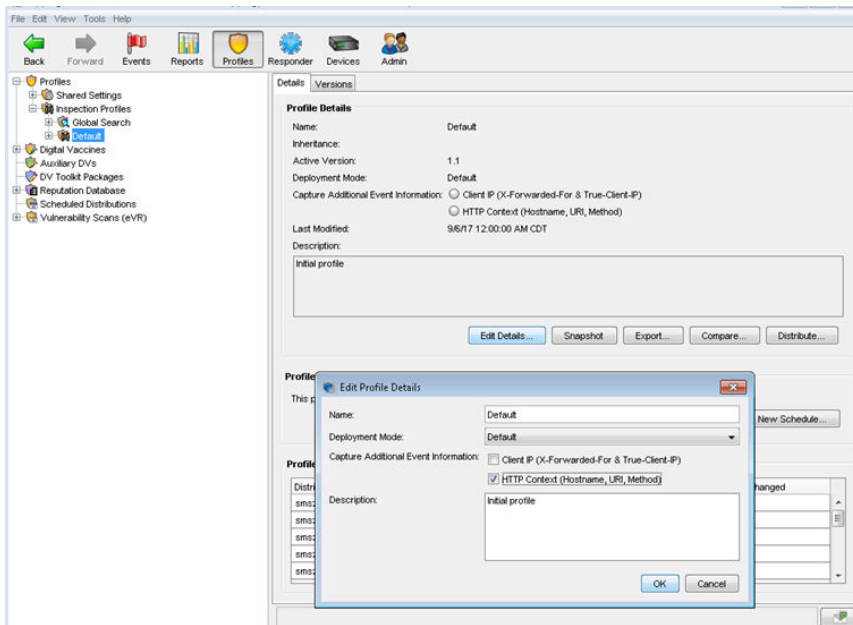 File Edit View Tools Help
Back Forward Events Reports Profiles Responder Devices Admin
Profiles
Shared Settings
Inspection Profiles
Global Search
Default
Digital Vaccines
Auxiliary DVs
DV Toolkit Packages
Reputation Database
Scheduled Distributions
Vulnerability Scans (eVR)
Details Versions
Profile Details
Name: Default
Inheritance:
Active Version: 1.1
Deployment Mode: Default
Capture Additional Event Information: Client IP (X-Forwarded-For & True-Client-IP)
HTTP Context (Hostname, URI, Method)
Last Modified: 9/6/17 12:00:00 AM CDT
Description:
Initial profile
Edit Details... Snapshot Export... Compare... Distribute...
Profile
This p
New Schedule...
Profile
Distri hanged
sms
sms
sms
sms
sms
Edit Profile Details
Name: Default
Deployment Mode: Default
Capture Additional Event Information: Client IP (X-Forwarded-For & True-Client-IP)
HTTP Context (Hostname, URI, Method)
Description: Initial profile
OK Cancel